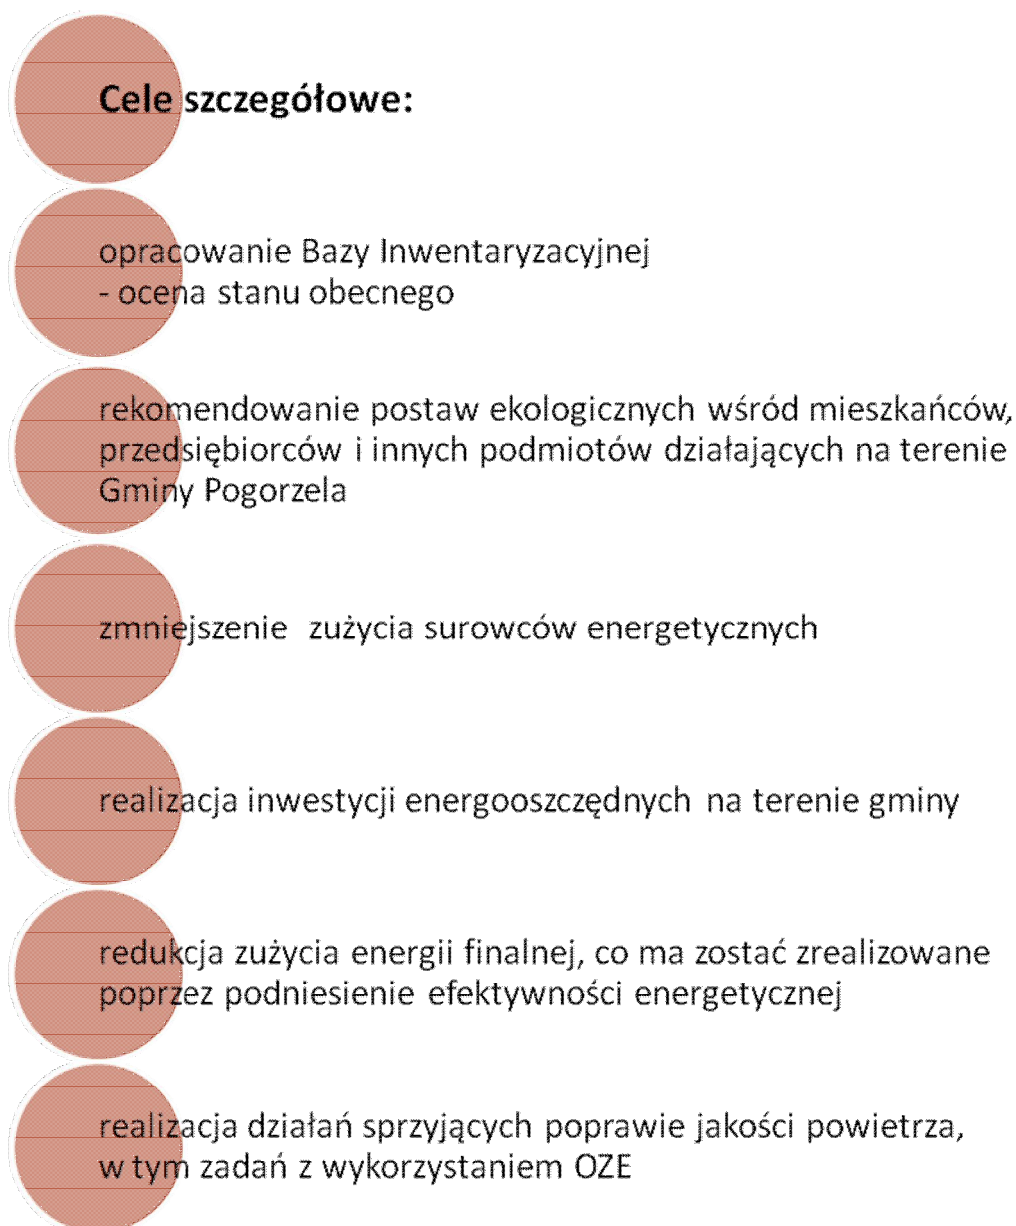 Cele szczegółowe:
opracowanie Bazy Inwentaryzacyjnej
- ocena stanu obecnego
rekomendowanie postaw ekologicznych wśród mieszkańców,
przedsiębiorców i innych podmiotów działających na terenie
Gminy Pogorzela
zmniejszenie zużycia surowców energetycznych
realizacja inwestycji energooszczędnych na terenie gminy
redukcja zużycia energii finalnej, co ma zostać zrealizowane
poprzez podniesienie efektywności energetycznej
realizacja działań sprzyjących poprawie jakości powietrza,
w tym zadań z wykorzystaniem OZE